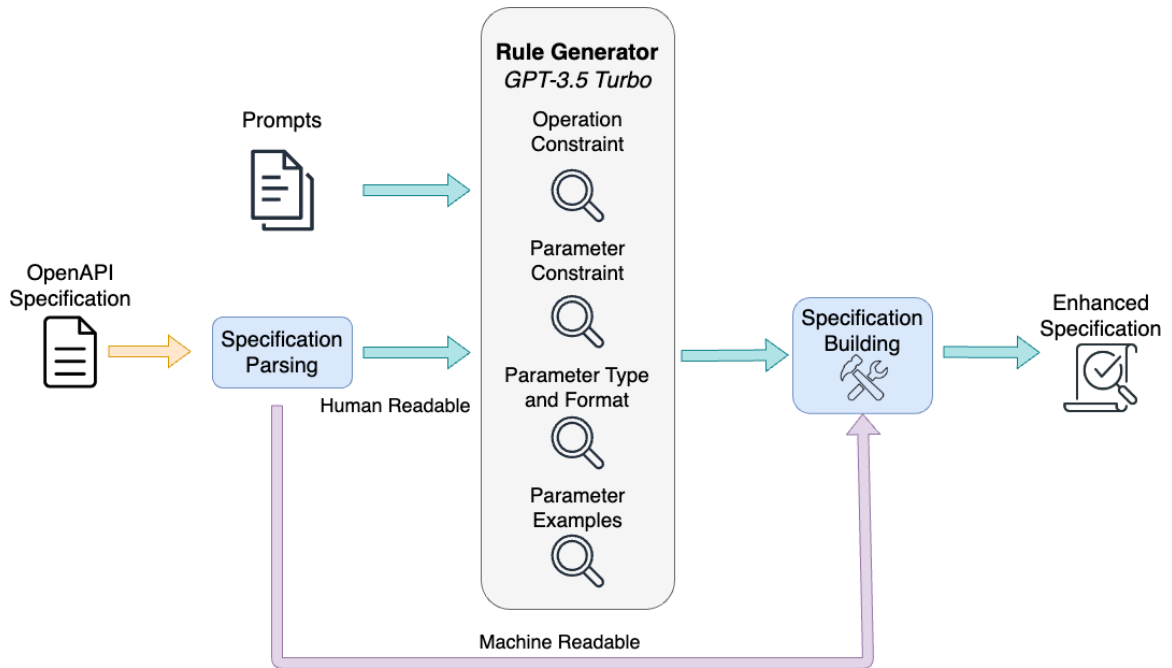 Rule Generator
GPT-3.5 Turbo
Operation
Constraint
Parameter
Constraint
Parameter Type
and Format
Parameter
Examples
Prompts
OpenAPI
Specification
Specification
Parsing
Human Readable
Specification
Building
Enhanced
Specification
Machine Readable